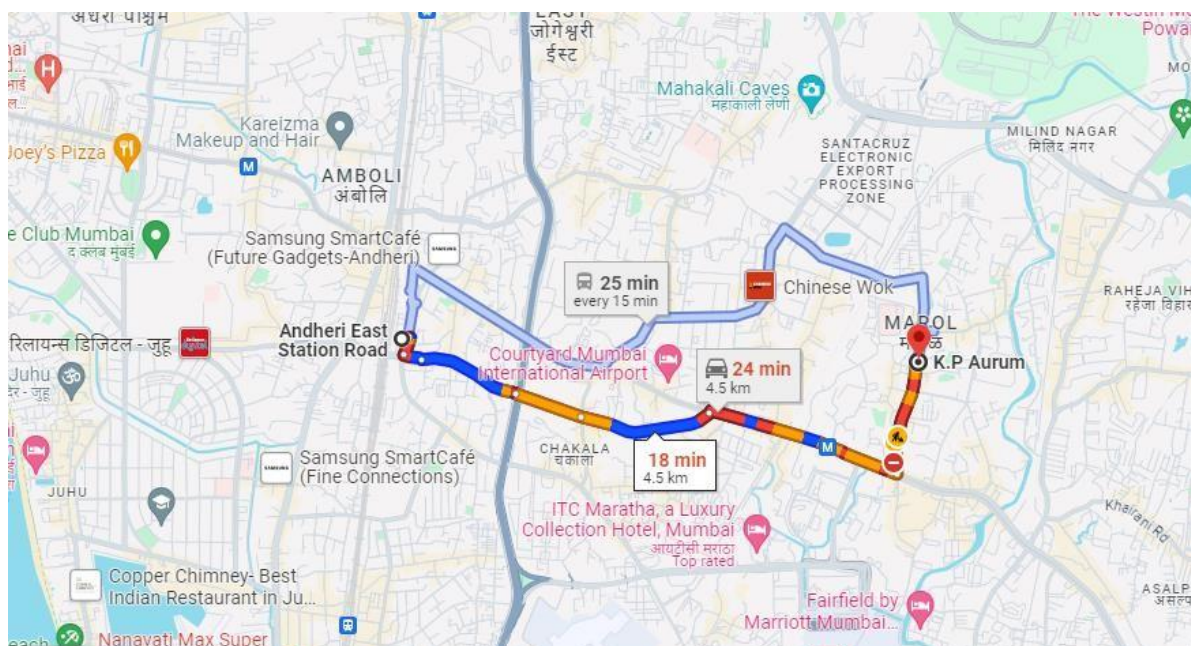 अंधेरी पश्चिम
EAST
जोगेश्वरी
ईस्ट
The Westin M
Powai
H
Mahakali Caves
महाकाली लेणी
Kareizma
Makeup and Hair
M
Joey's Pizza
AMBOLI
अंबोलि
SANTACRUZ
ELECTRONIC
EXPORT
PROCESSING
ZONE
MILIND NAGAR
मिलिंद नगर
e Club Mumbai
द क्लब मुंबई
Samsung SmartCafé
(Future Gadgets-Andheri)
SAMSUNG
25 min
every 15 min
Chinese Wok
RAHEJA VIH
रहेजा विहार
Andheri East
Station Road
रिलायन्स डिजिटल - जुहू
Juhu
MAROL
K.P Aurum
Courtyard Mumbai
International Airport
24 min
4.5 km
CHAKALA
चकाला
M
18 min
4.5 km
Samsung SmartCafé
(Fine Connections)
SAMSUNG
JUHU
ITC Maratha, a Luxury
Collection Hotel, Mumbai
आयटीसी मराठा
Top rated
Khairani Rd
Copper Chimney- Best
Indian Restaurant in Ju...
ASALP
असल्प
Fairfield by
Marriott Mumbai...
each
Nanavati Max Super